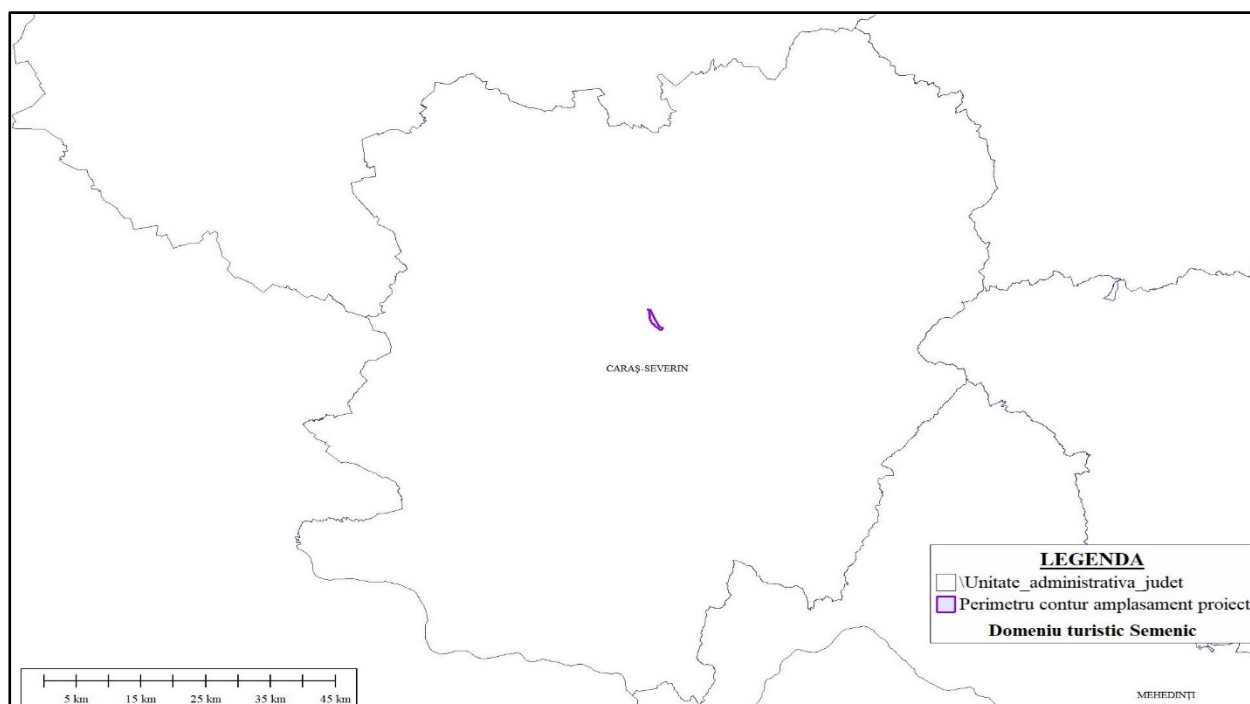 CARAŞ-SEVERIN
LEGENDA
\Unitate_administrativa_judet
Perimetru contur amplasament proiect
Domeniu turistic Semenic
5 km 15 km 25 km 35 km 45 km
MEHEDINŢI